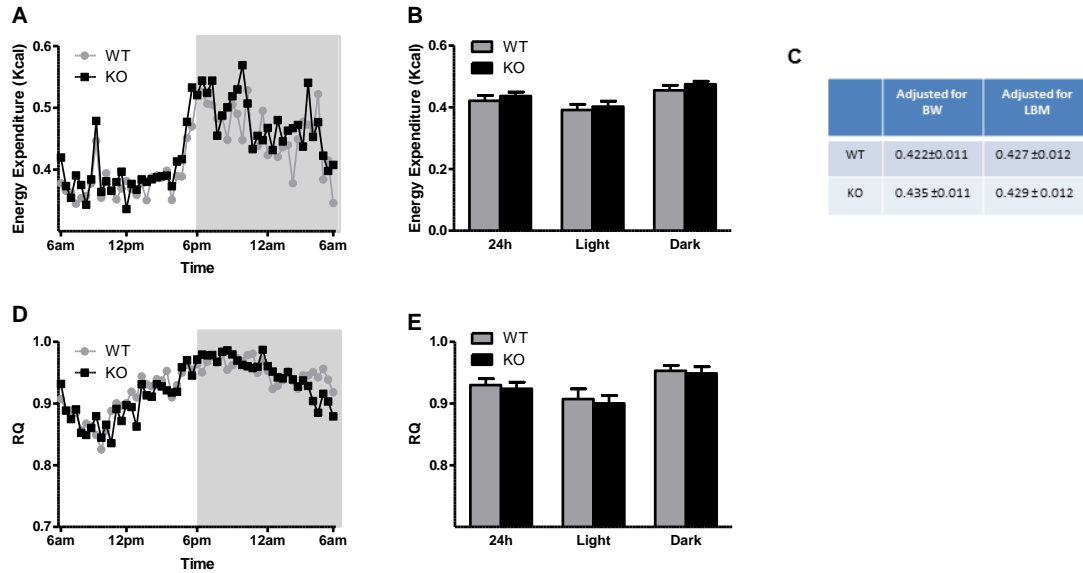 A
Energy Expenditure (Kcal)
0.6
0.5
0.4
WT
KO
6am
12pm
6pm
12am
6am
Time
B
Energy Expenditure (Kcal)
0.6
0.4
0.2
0.0
WT
KO
24h
Light
Dark
C
Adjusted for BW
Adjusted for LBM
WT
0.422±0.011
0.427 ±0.012
KO
0.435 ±0.011
0.429 ± 0.012
D
RQ
1.0
0.9
0.8
0.7
WT
KO
6am
12pm
6pm
12am
6am
Time
E
RQ
1.0
0.9
0.8
WT
KO
24h
Light
Dark